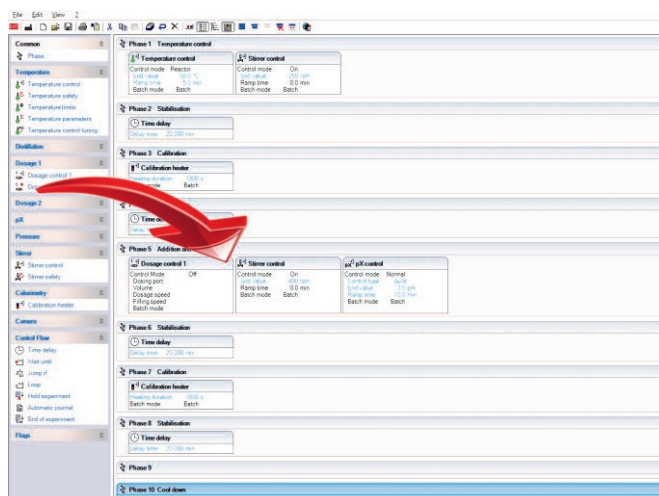 File Edit View ?
Common
Phase
Temperature
Temperature control
Temperature safety
Temperature limits
Temperature parameters
Temperature control tuning
Distillation
Dosage 1
Dosage control 1
Dosage 2
pX
Pressure
Stirrer
Stirrer control
Stirrer safety
Calorimetry
Calibration heater
Camera
Control Flow
Time delay
Wait until
Jump if
Loop
Hold experiment
Automatic journal
End of experiment
Flags
Phase 1 Temperature control
Temperature control
Control mode Reactor
End value
Ramp time
Batch mode Batch
Stirrer control
Control mode On
End value 250 rpm
Ramp time 0.0 min
Batch mode Batch
Phase 2 Stabilisation
Time delay
Delay time 20.000 min
Phase 3 Calibration
Calibration heater
Heating duration 1800 s
mode Batch
Time
Delay
Phase 5 Addition
Dosage control 1
Control Mode Off
Dosing port
Volume
Dosage speed
Filling speed
Batch mode
Stirrer control
Control mode On
End value 400 rpm
Ramp time 0.0 min
Batch mode Batch
pX control
Control mode Normal
Control type
End value
Ramp time
Batch mode Batch
Phase 6 Stabilisation
Time delay
Delay time 20.000 min
Phase 7 Calibration
Calibration heater
Heating duration 1800 s
Batch mode Batch
Phase 8 Stabilisation
Time delay
Delay time
Phase 9
Phase 10 Cool down